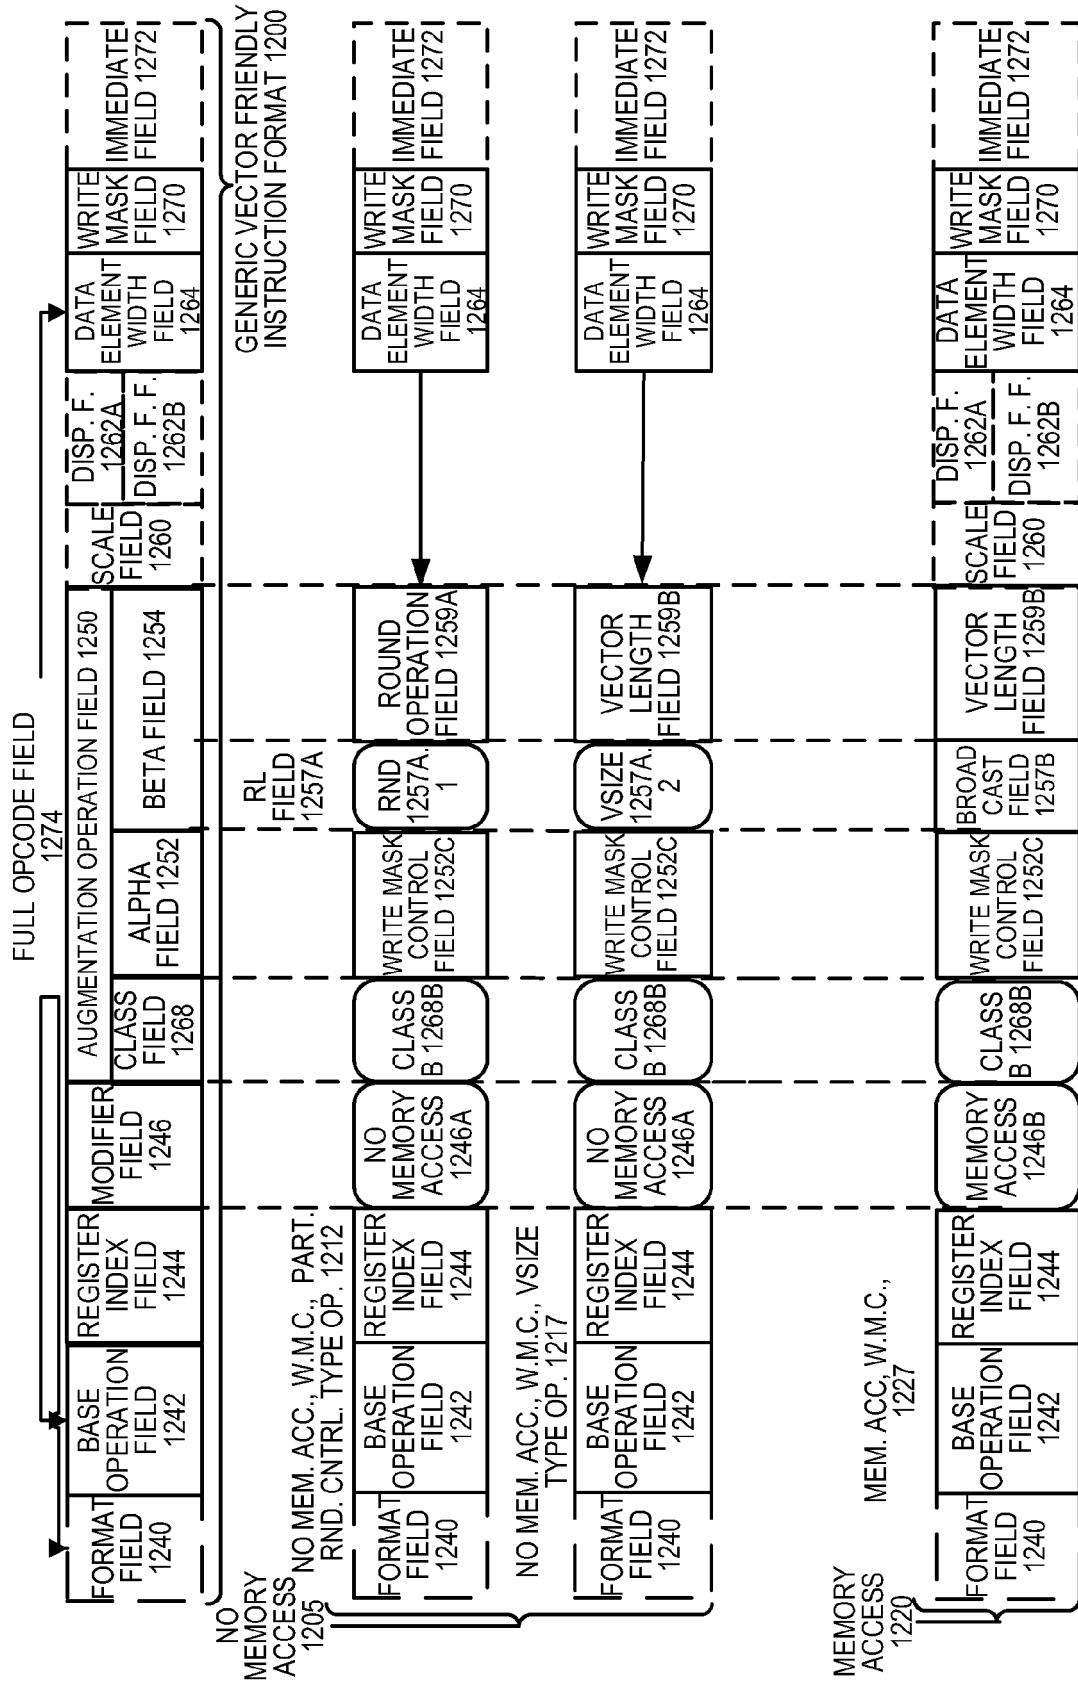 FULL OPCODE FIELD
1274
FORMAT
FIELD
1240
BASE
OPERATION
FIELD
1242
REGISTER
INDEX
FIELD
1244
MODIFIER
FIELD
1246
AUGMENTATION OPERATION FIELD 1250
CLASS
FIELD
1268
ALPHA
FIELD 1252
BETA FIELD 1254
SCALE
FIELD
1260
DISP. F.
1262A
DISP. F. F.
1262B
DATA
ELEMENT
WIDTH
FIELD
1264
WRITE
MASK
FIELD
1270
IMMEDIATE
FIELD 1272
GENERIC VECTOR FRIENDLY
INSTRUCTION FORMAT 1200
NO
MEMORY
ACCESS
1205
NO MEM. ACC., W.M.C., PART.
RND. CNTRL. TYPE OP. 1212
RL
FIELD
1257A
FORMAT
FIELD
1240
BASE
OPERATION
FIELD
1242
REGISTER
INDEX
FIELD
1244
NO
MEMORY
ACCESS
1246A
CLASS
B 1268B
WRITE MASK
CONTROL
FIELD 1252C
RND
1257A.
1
ROUND
OPERATION
FIELD 1259A
DATA
ELEMENT
WIDTH
FIELD
1264
WRITE
MASK
FIELD
1270
IMMEDIATE
FIELD 1272
NO MEM. ACC., W.M.C., VSIZE
TYPE OP. 1217
FORMAT
FIELD
1240
BASE
OPERATION
FIELD
1242
REGISTER
INDEX
FIELD
1244
NO
MEMORY
ACCESS
1246A
CLASS
B 1268B
WRITE MASK
CONTROL
FIELD 1252C
VSIZE
1257A.
2
VECTOR
LENGTH
FIELD 1259B
DATA
ELEMENT
WIDTH
FIELD
1264
WRITE
MASK
FIELD
1270
IMMEDIATE
FIELD 1272
MEMORY
ACCESS
1220
MEM. ACC, W.M.C.,
1227
FORMAT
FIELD
1240
BASE
OPERATION
FIELD
1242
REGISTER
INDEX
FIELD
1244
MEMORY
ACCESS
1246B
CLASS
B 1268B
WRITE MASK
CONTROL
FIELD 1252C
BROAD
CAST
FIELD
1257B
VECTOR
LENGTH
FIELD 1259B
SCALE
FIELD
1260
DISP. F.
1262A
DISP. F. F.
1262B
DATA
ELEMENT
WIDTH
FIELD
1264
WRITE
MASK
FIELD
1270
IMMEDIATE
FIELD 1272